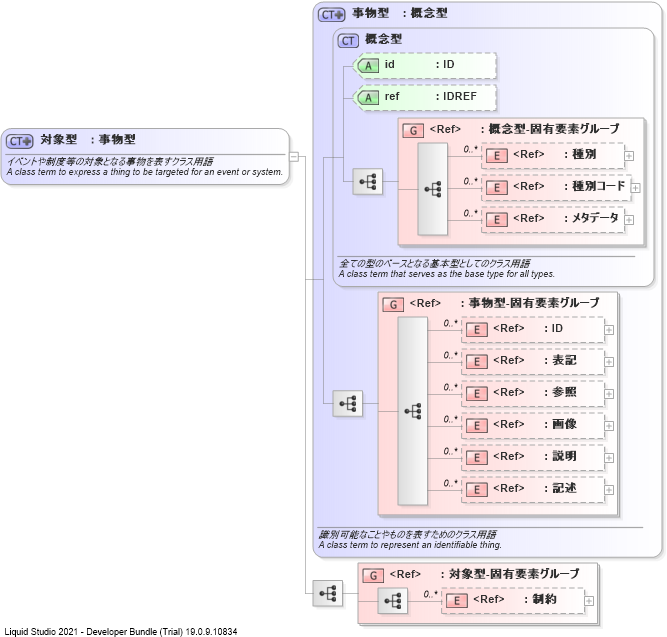 CT 事物型 : 概念型
CT 概念型
A id : ID
A ref : IDREF
G <Ref> : 概念型-固有要素グループ
0..* E <Ref> : 種別
0..* E <Ref> : 種別コード
0..* E <Ref> : メタデータ
全ての型のベースとなる基本型としてのクラス用語
A class term that serves as the base type for all types.
CT 対象型 : 事物型
イベントや制度等の対象となる事物を表すクラス用語
A class term to express a thing to be targeted for an event or system.
G <Ref> : 事物型-固有要素グループ
0..* E <Ref> : ID
0..* E <Ref> : 表記
0..* E <Ref> : 参照
0..* E <Ref> : 画像
0..* E <Ref> : 説明
0..* E <Ref> : 記述
識別可能なことやものを表すためのクラス用語
A class term to represent an identifiable thing.
G <Ref> : 対象型-固有要素グループ
0..* E <Ref> : 制約
Liquid Studio 2021 - Developer Bundle (Trial) 19.0.9.10834